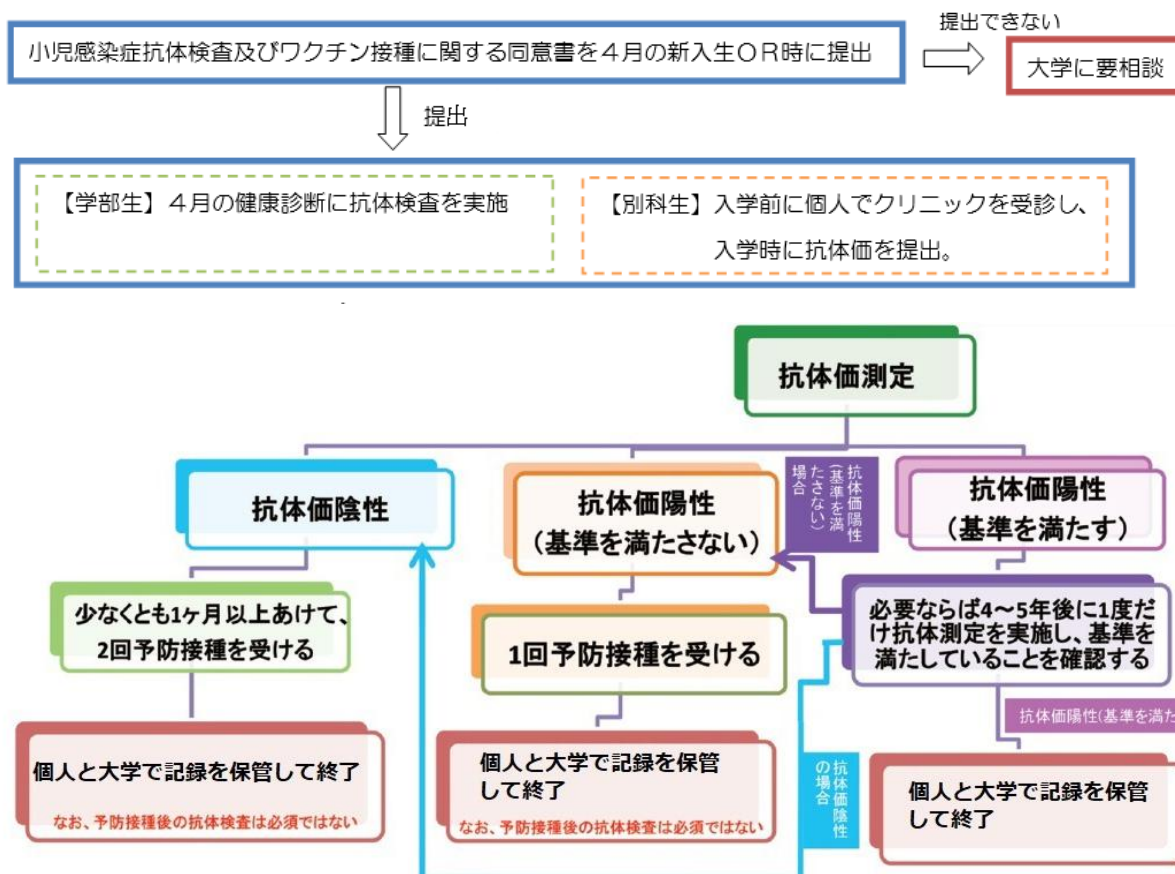 提出できない
小児感染症抗体検査及びワクチン接種に関する同意書を4月の新入生OR時に提出
大学に要相談
提出
【学部生】4月の健康診断に抗体検査を実施
【別科生】入学前に個人でクリニックを受診し、
入学時に抗体価を提出。
抗体価測定
抗体価陰性
抗体価陽性
（基準を満たさない）
抗体価陽性
(基準を満
たさない)
場合
抗体価陽性
（基準を満たす）
少なくとも1ヶ月以上あけて、
2回予防接種を受ける
1回予防接種を受ける
必要ならば4～5年後に1度だ
け抗体測定を実施し、基準を
満たしていることを確認する
抗体価陽性(基準を満た
個人と大学で記録を保管して終了
なお、予防接種後の抗体検査は必須ではない
個人と大学で記録を保管
して終了
なお、予防接種後の抗体検査は必須ではない
抗体価陰性
の場合
個人と大学で記録を保管
して終了